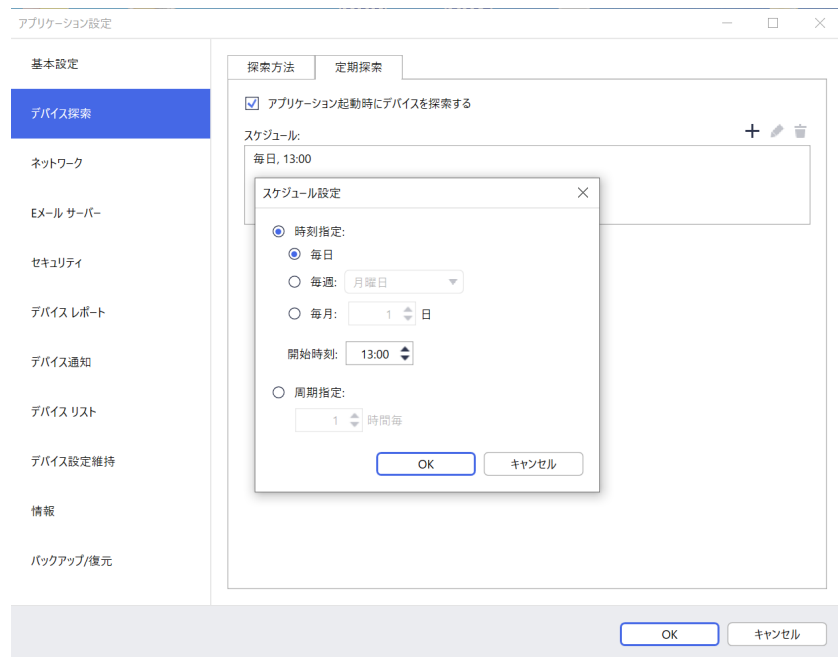 アプリケーション設定
基本設定
デバイス探索
ネットワーク
Eメール サーバー
セキュリティ
デバイス レポート
デバイス通知
デバイス リスト
デバイス設定維持
情報
バックアップ/復元
探索方法 定期探索
アプリケーション起動時にデバイスを探索する
スケジュール:
毎日, 13:00
スケジュール設定
時刻指定:
毎日
毎週: 月曜日
毎月: 1 日
開始時刻: 13:00
周期指定:
1 時間毎
OK キャンセル
OK キャンセル